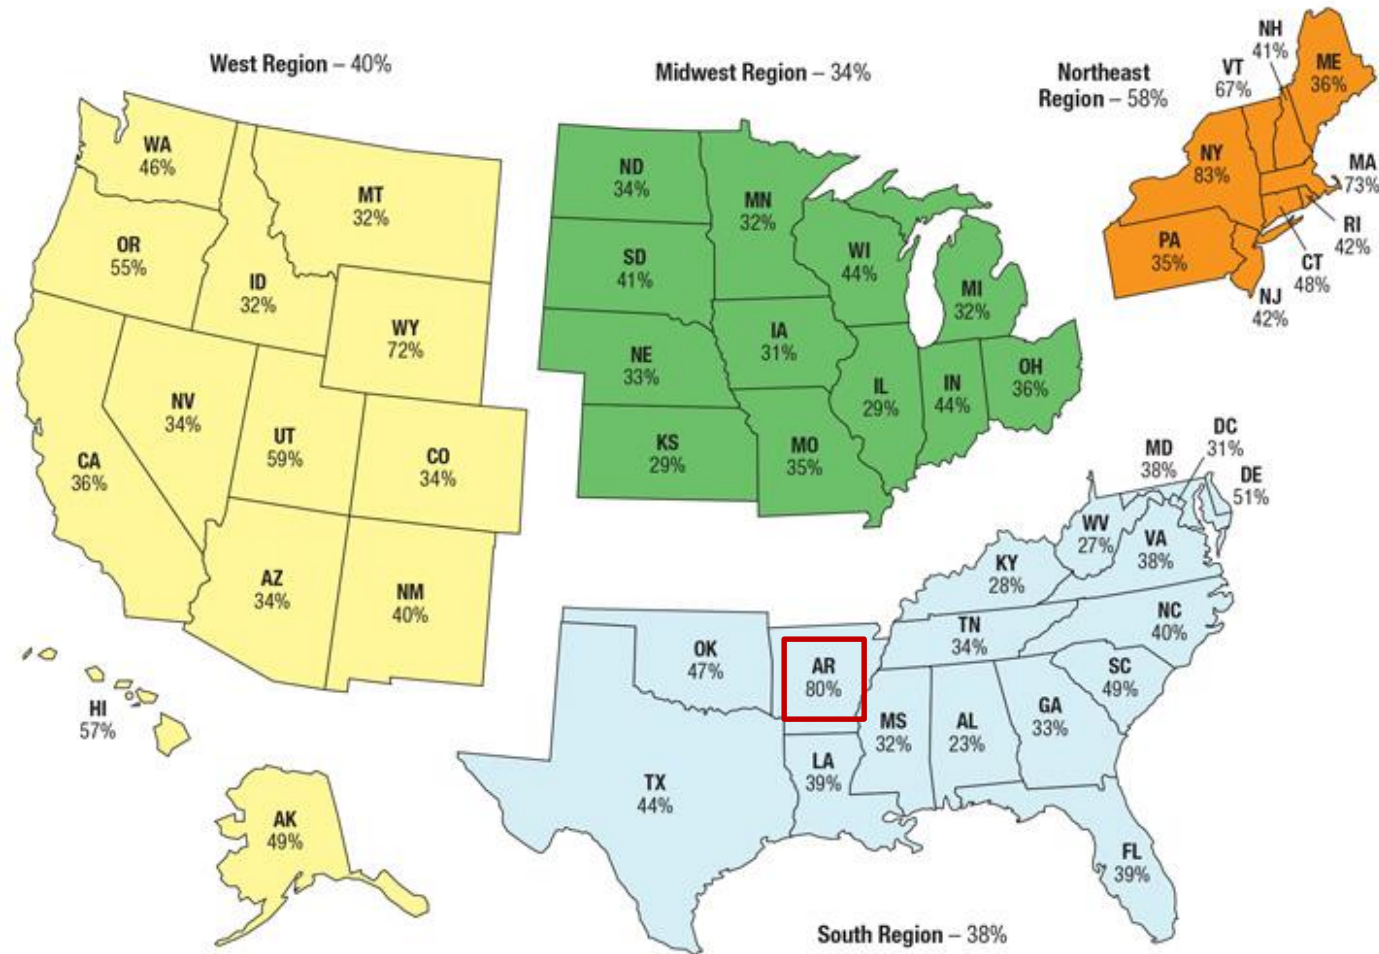 West Region – 40%
WA
46%
MT
32%
OR
55%
ID
32%
WY
72%
NV
34%
UT
59%
CO
34%
CA
36%
AZ
34%
NM
40%
HI
57%
AK
49%
Midwest Region – 34%
ND
34%
MN
32%
SD
41%
WI
44%
MI
32%
NE
33%
IA
31%
IL
29%
IN
44%
OH
36%
KS
29%
MO
35%
Northeast
Region – 58%
NH
41%
VT
67%
ME
36%
NY
83%
MA
73%
RI
42%
CT
48%
PA
35%
NJ
42%
DC
31%
MD
38%
DE
51%
WV
27%
VA
38%
KY
28%
NC
40%
TN
34%
OK
47%
AR
80%
SC
49%
MS
32%
AL
23%
GA
33%
LA
39%
TX
44%
FL
39%
South Region – 38%